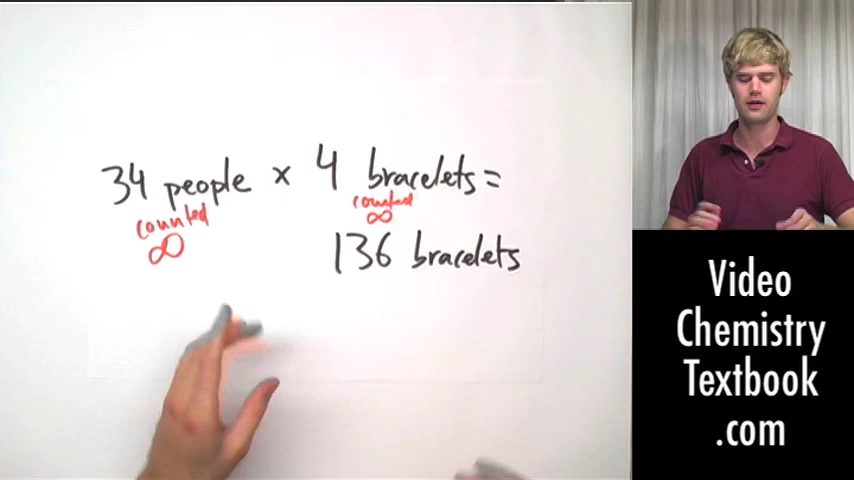 34 people x 4 bracelets =
counted counted
∞ ∞
136 bracelets
Video
Chemistry
Textbook
.com